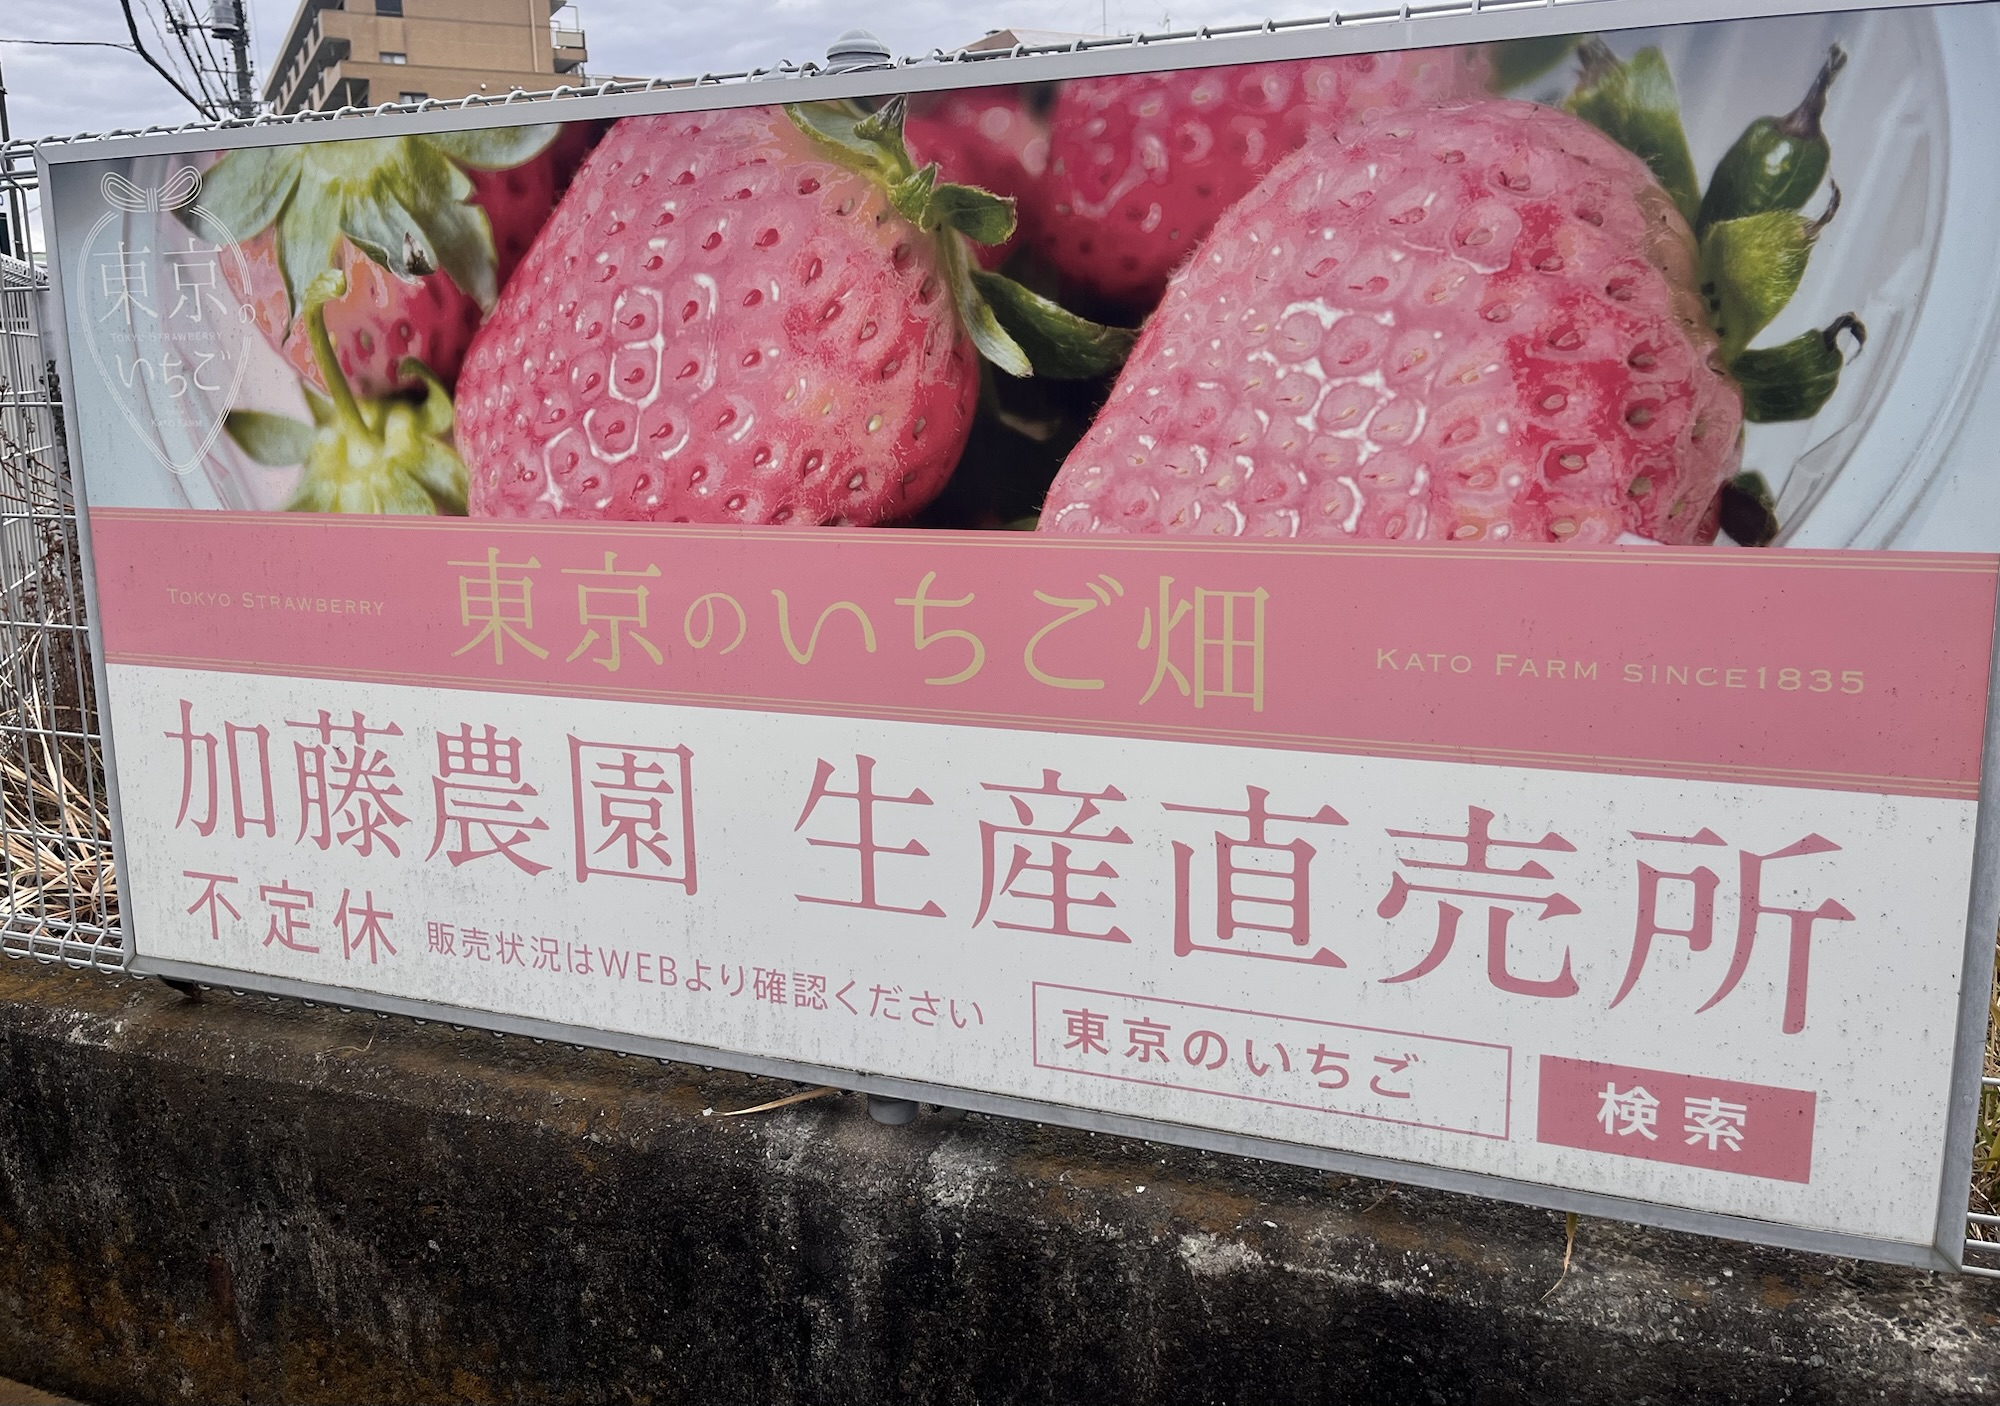 東京の
TOKYO STRAWBERRY
いちご
KATO FARM
TOKYO STRAWBERRY
東京のいちご畑
KATO FARM SINCE1835
加藤農園 生産直売所
不定休 販売状況はWEBより確認ください
東京のいちご 検索